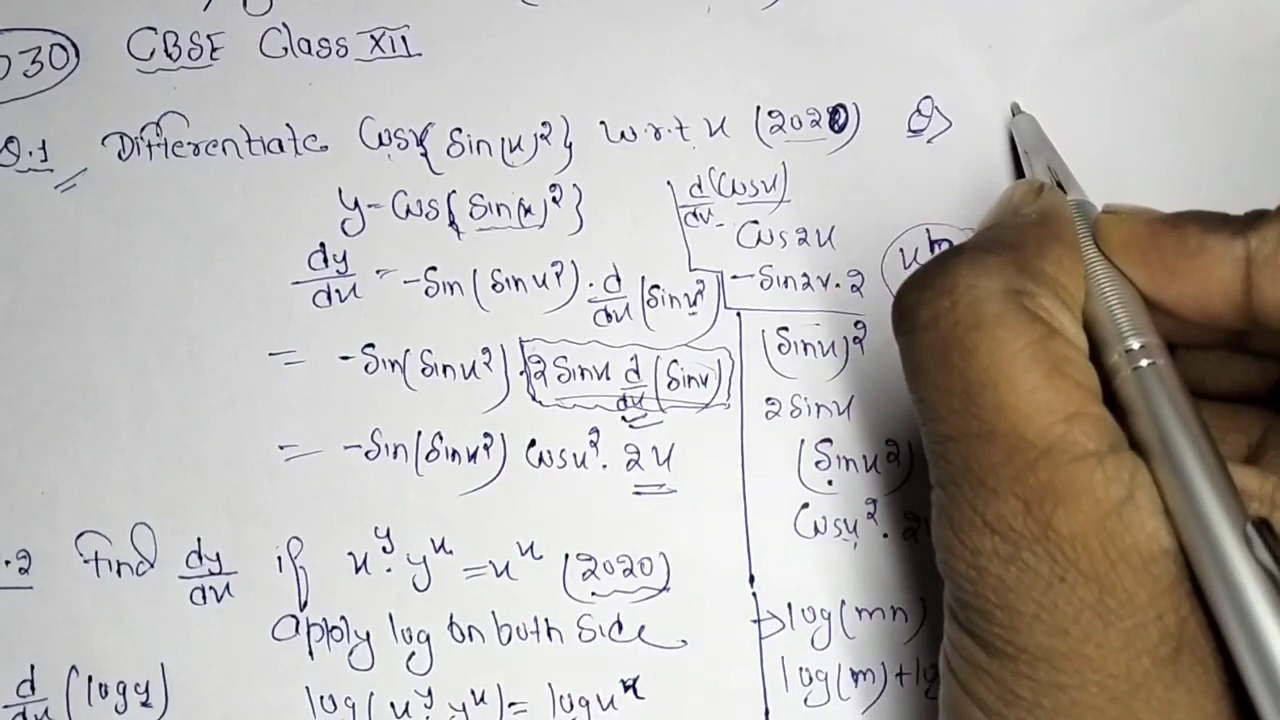 030 CBSE Class XII
Q.1 Differentiate Cos{Sin(x)²} w.r.t x (2020) Q>
y = Cos{Sin(x)²}
dy/dx = -Sin(Sinx²) · d/dx (Sinx²)
= -Sin(Sinx²) · 2Sinx d/dx (Sinx)
= -Sin(Sinx²) Cosx² · 2x
d/dx (Cosx)
Cos2x
-Sin2x · 2
(Sinx)²
2Sinx
(Sinx²)
Cosx² ·
.2 Find dy/dx if x^y · y^x = x^x (2020)
Apply log on both Side
log(x^y · y^x) = logx^x
d/dx (logy)
log(mn)
log(m) +